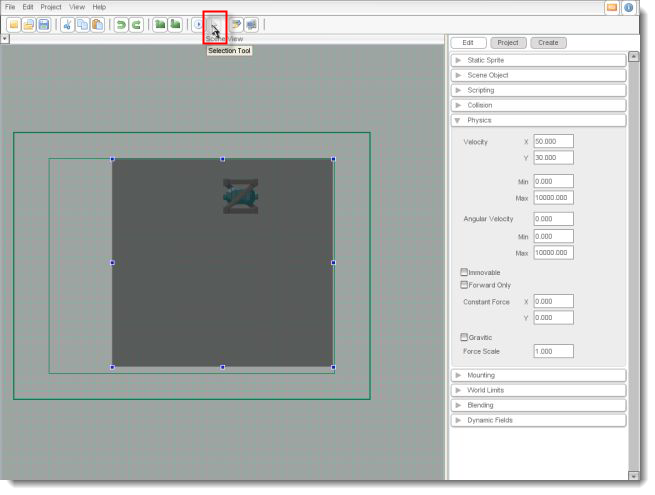 File Edit Project View Help
Scene View
Selection Tool
Edit Project Create
Static Sprite
Scene Object
Scripting
Collision
Physics
Velocity X 50.000
Y 30.000
Min 0.000
Max 10000.000
Angular Velocity 0.000
Min 0.000
Max 10000.000
Immovable
Forward Only
Constant Force X 0.000
Y 0.000
Gravitic
Force Scale 1.000
Mounting
World Limits
Blending
Dynamic Fields